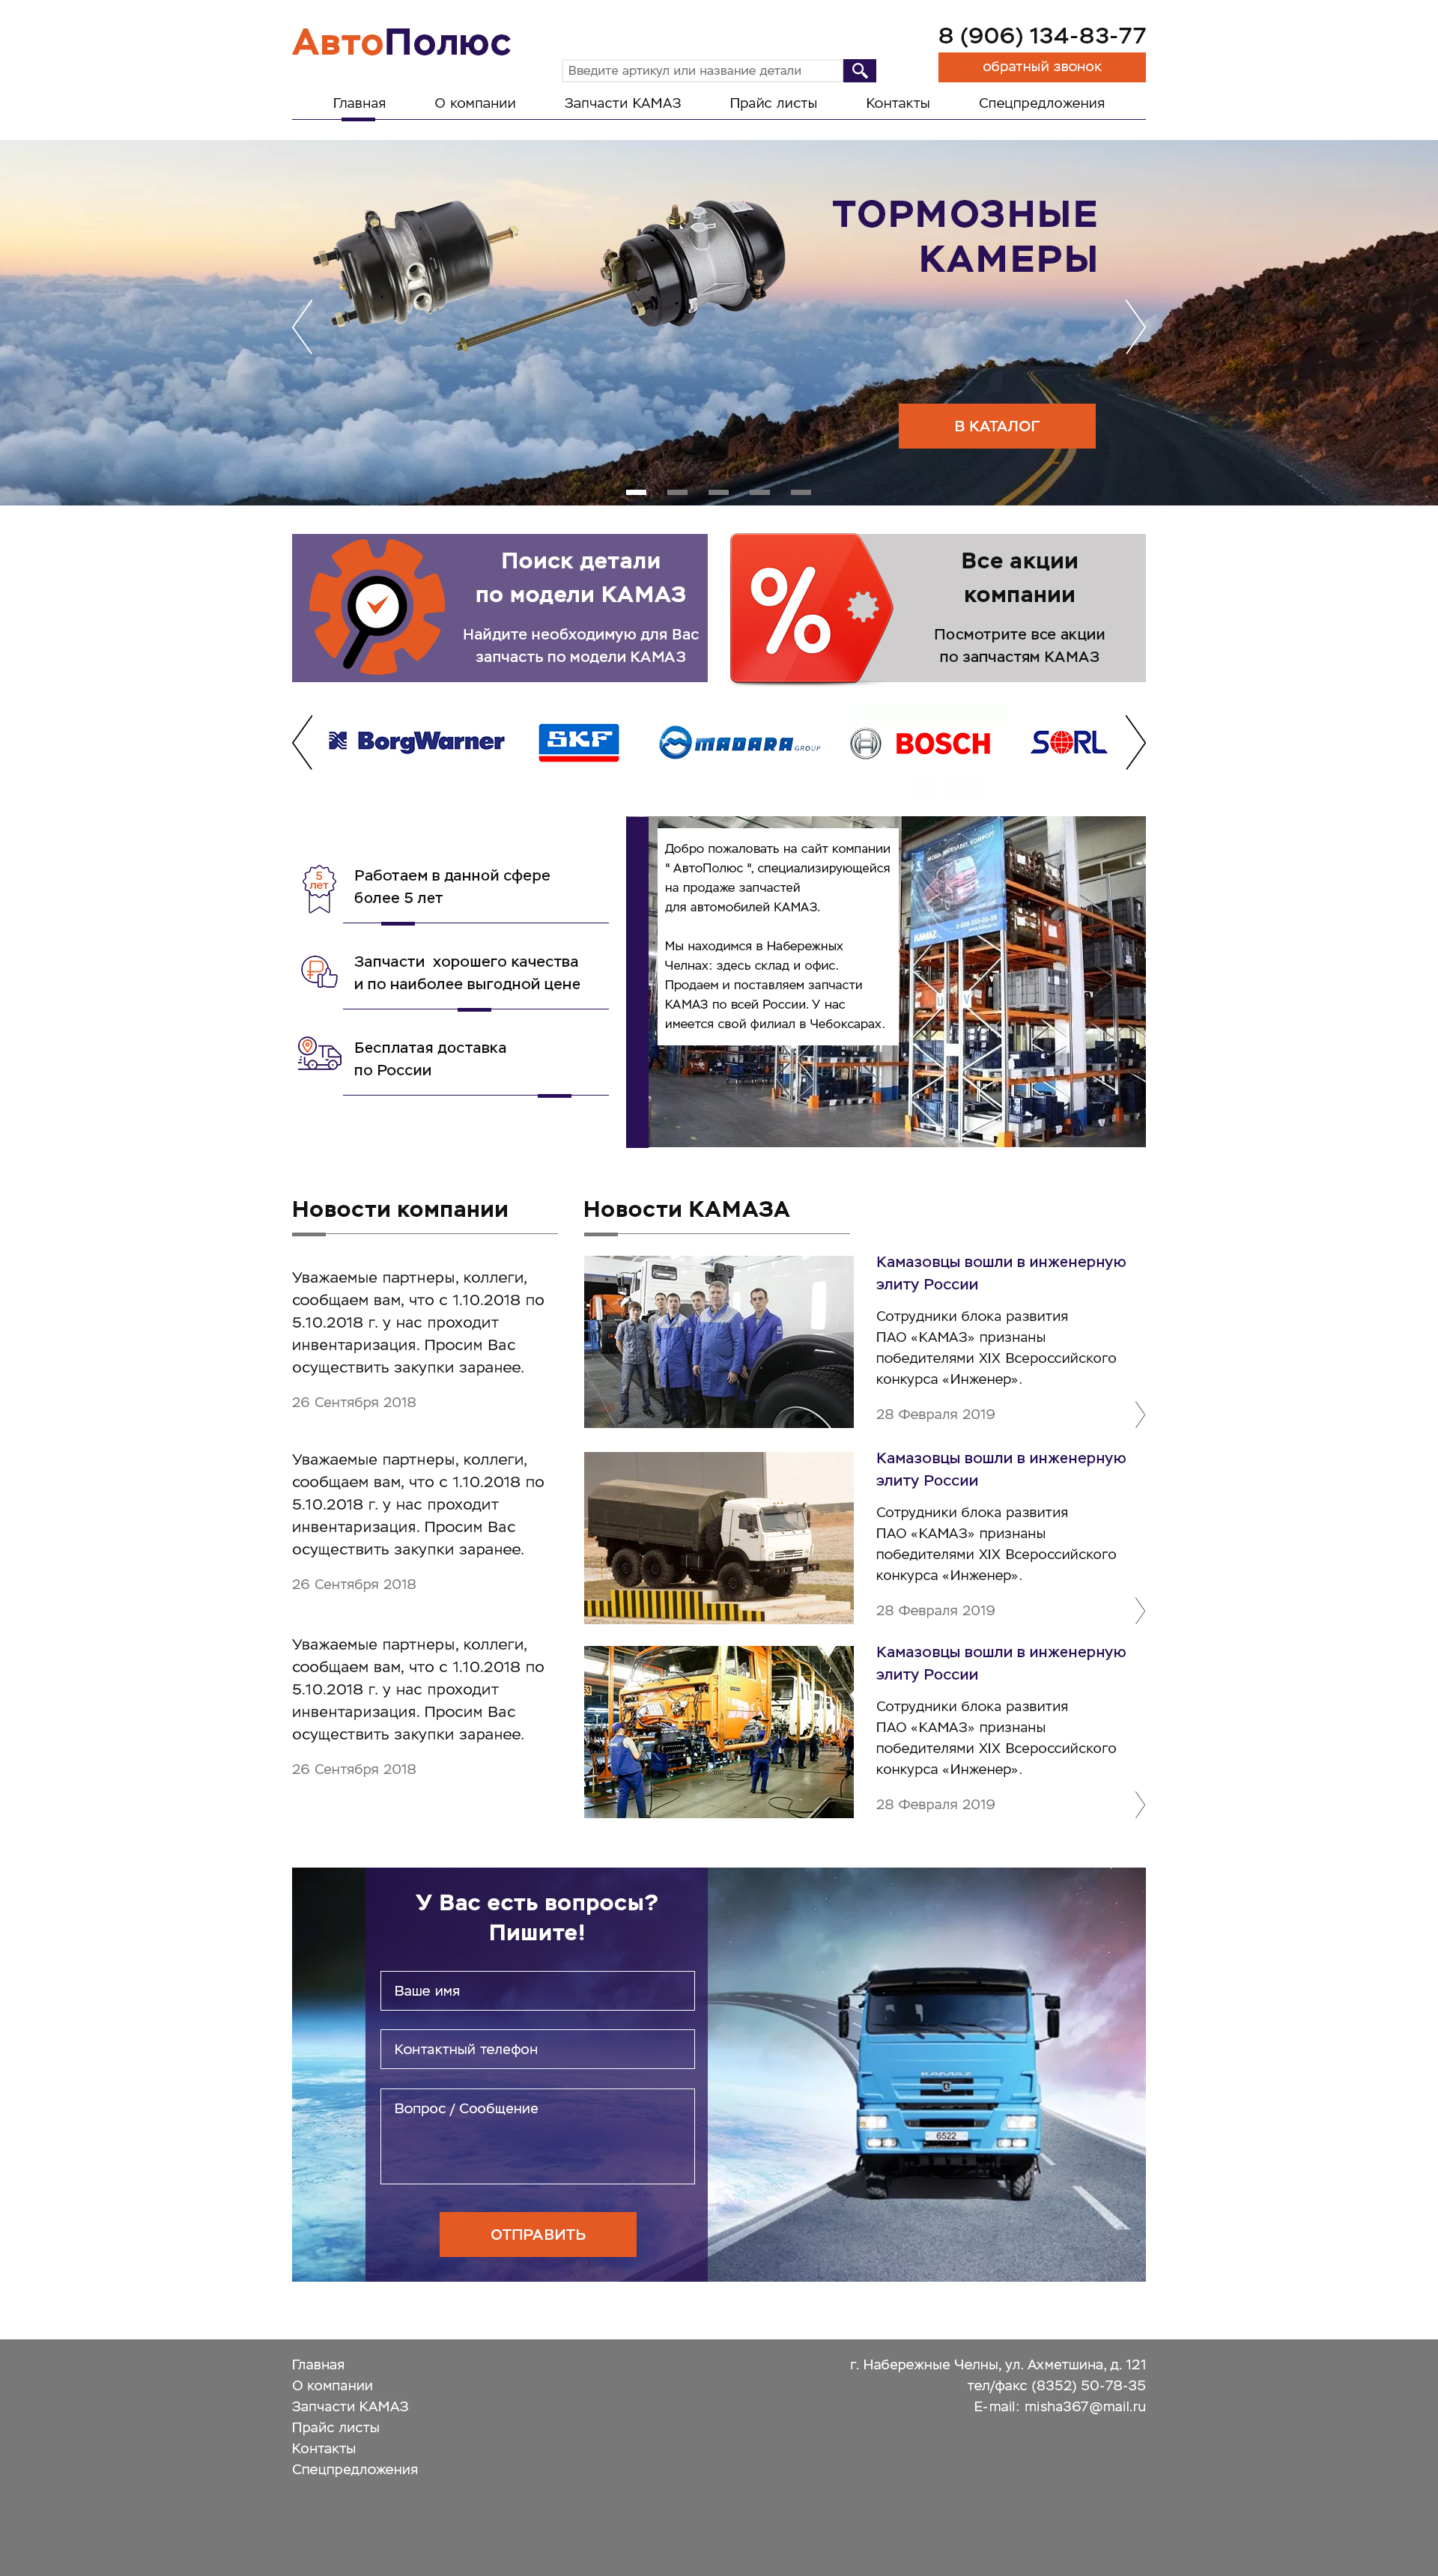 АвтоПолюс
8 (906) 134-83-77
Введите артикул или название детали
обратный звонок
Главная
О компании
Запчасти КАМАЗ
Прайс листы
Контакты
Спецпредложения
ТОРМОЗНЫЕ
КАМЕРЫ
В КАТАЛОГ
Поиск детали
по модели КАМАЗ
Найдите необходимую для Вас
запчасть по модели КАМАЗ
%
Все акции
компании
Посмотрите все акции
по запчастям КАМАЗ
BorgWarner
SKF
MADARA GROUP
BOSCH
SORL
5
лет
Работаем в данной сфере
более 5 лет
Запчасти  хорошего качества
и по наиболее выгодной цене
Бесплатая доставка
по России
Добро пожаловать на сайт компании
" АвтоПолюс ", специализирующейся
на продаже запчастей
для автомобилей КАМАЗ.
Мы находимся в Набережных
Челнах: здесь склад и офис.
Продаем и поставляем запчасти
КАМАЗ по всей России. У нас
имеется свой филиал в Чебоксарах.
KAMAZ
U
V
Новости компании
Уважаемые партнеры, коллеги,
сообщаем вам, что с 1.10.2018 по
5.10.2018 г. у нас проходит
инвентаризация. Просим Вас
осуществить закупки заранее.
26 Сентября 2018
Уважаемые партнеры, коллеги,
сообщаем вам, что с 1.10.2018 по
5.10.2018 г. у нас проходит
инвентаризация. Просим Вас
осуществить закупки заранее.
26 Сентября 2018
Уважаемые партнеры, коллеги,
сообщаем вам, что с 1.10.2018 по
5.10.2018 г. у нас проходит
инвентаризация. Просим Вас
осуществить закупки заранее.
26 Сентября 2018
Новости КАМАЗА
Камазовцы вошли в инженерную
элиту России
Сотрудники блока развития
ПАО «КАМАЗ» признаны
победителями XIX Всероссийского
конкурса «Инженер».
28 Февраля 2019
Камазовцы вошли в инженерную
элиту России
Сотрудники блока развития
ПАО «КАМАЗ» признаны
победителями XIX Всероссийского
конкурса «Инженер».
28 Февраля 2019
Камазовцы вошли в инженерную
элиту России
Сотрудники блока развития
ПАО «КАМАЗ» признаны
победителями XIX Всероссийского
конкурса «Инженер».
28 Февраля 2019
У Вас есть вопросы?
Пишите!
Ваше имя
Контактный телефон
Вопрос / Сообщение
ОТПРАВИТЬ
KAMAZ
6522
Главная
О компании
Запчасти КАМАЗ
Прайс листы
Контакты
Спецпредложения
г. Набережные Челны, ул. Ахметшина, д. 121
тел/факс (8352) 50-78-35
E-mail: misha367@mail.ru